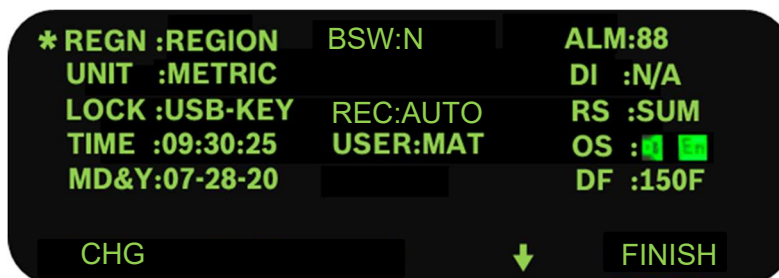 * REGN :REGION BSW:N ALM:88
UNIT :METRIC DI :N/A
LOCK :USB-KEY REC:AUTO RS :SUM
TIME :09:30:25 USER:MAT OS : En
MD&Y:07-28-20 DF :150F
CHG ↓ FINISH